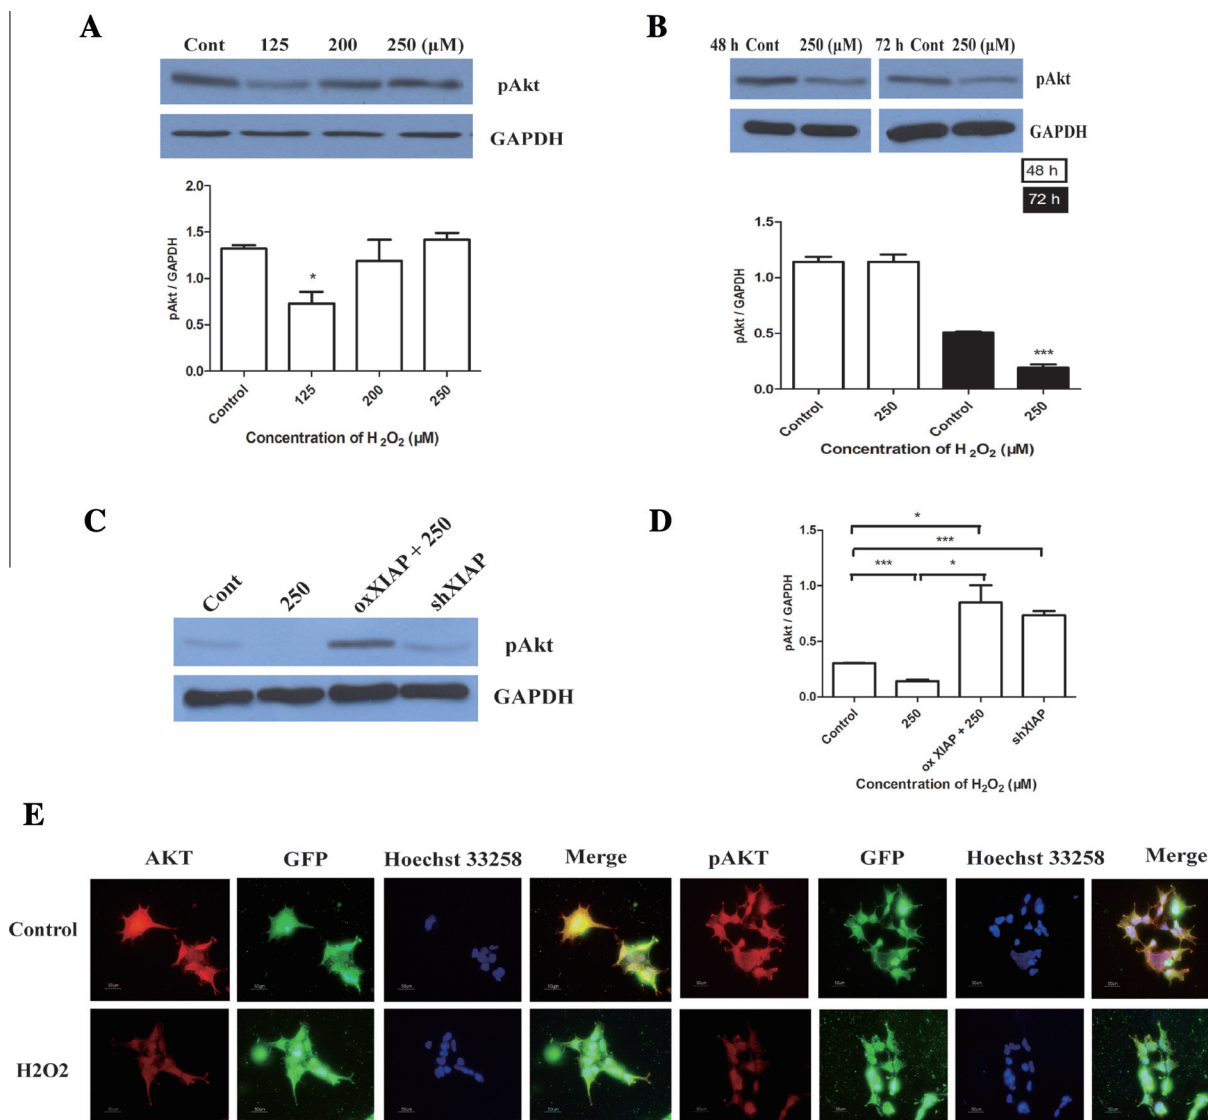 A
Cont 125 200 250 (µM)
pAkt
GAPDH
2.0
1.5
1.0
0.5
0.0
pAkt / GAPDH
*
Control
125
200
250
Concentration of H2O2 (µM)
B
48 h Cont 250 (µM) 72 h Cont 250 (µM)
pAkt
GAPDH
48 h
72 h
1.5
1.0
0.5
0.0
pAkt / GAPDH
***
Control
250
Control
250
Concentration of H2O2 (µM)
C
Cont
250
oxXIAP + 250
shXIAP
pAkt
GAPDH
D
1.5
1.0
0.5
0.0
pAkt / GAPDH
*
***
***
*
Control
250
ox XIAP + 250
shXIAP
Concentration of H2O2 (µM)
E
AKT GFP Hoechst 33258 Merge pAKT GFP Hoechst 33258 Merge
Control
H2O2